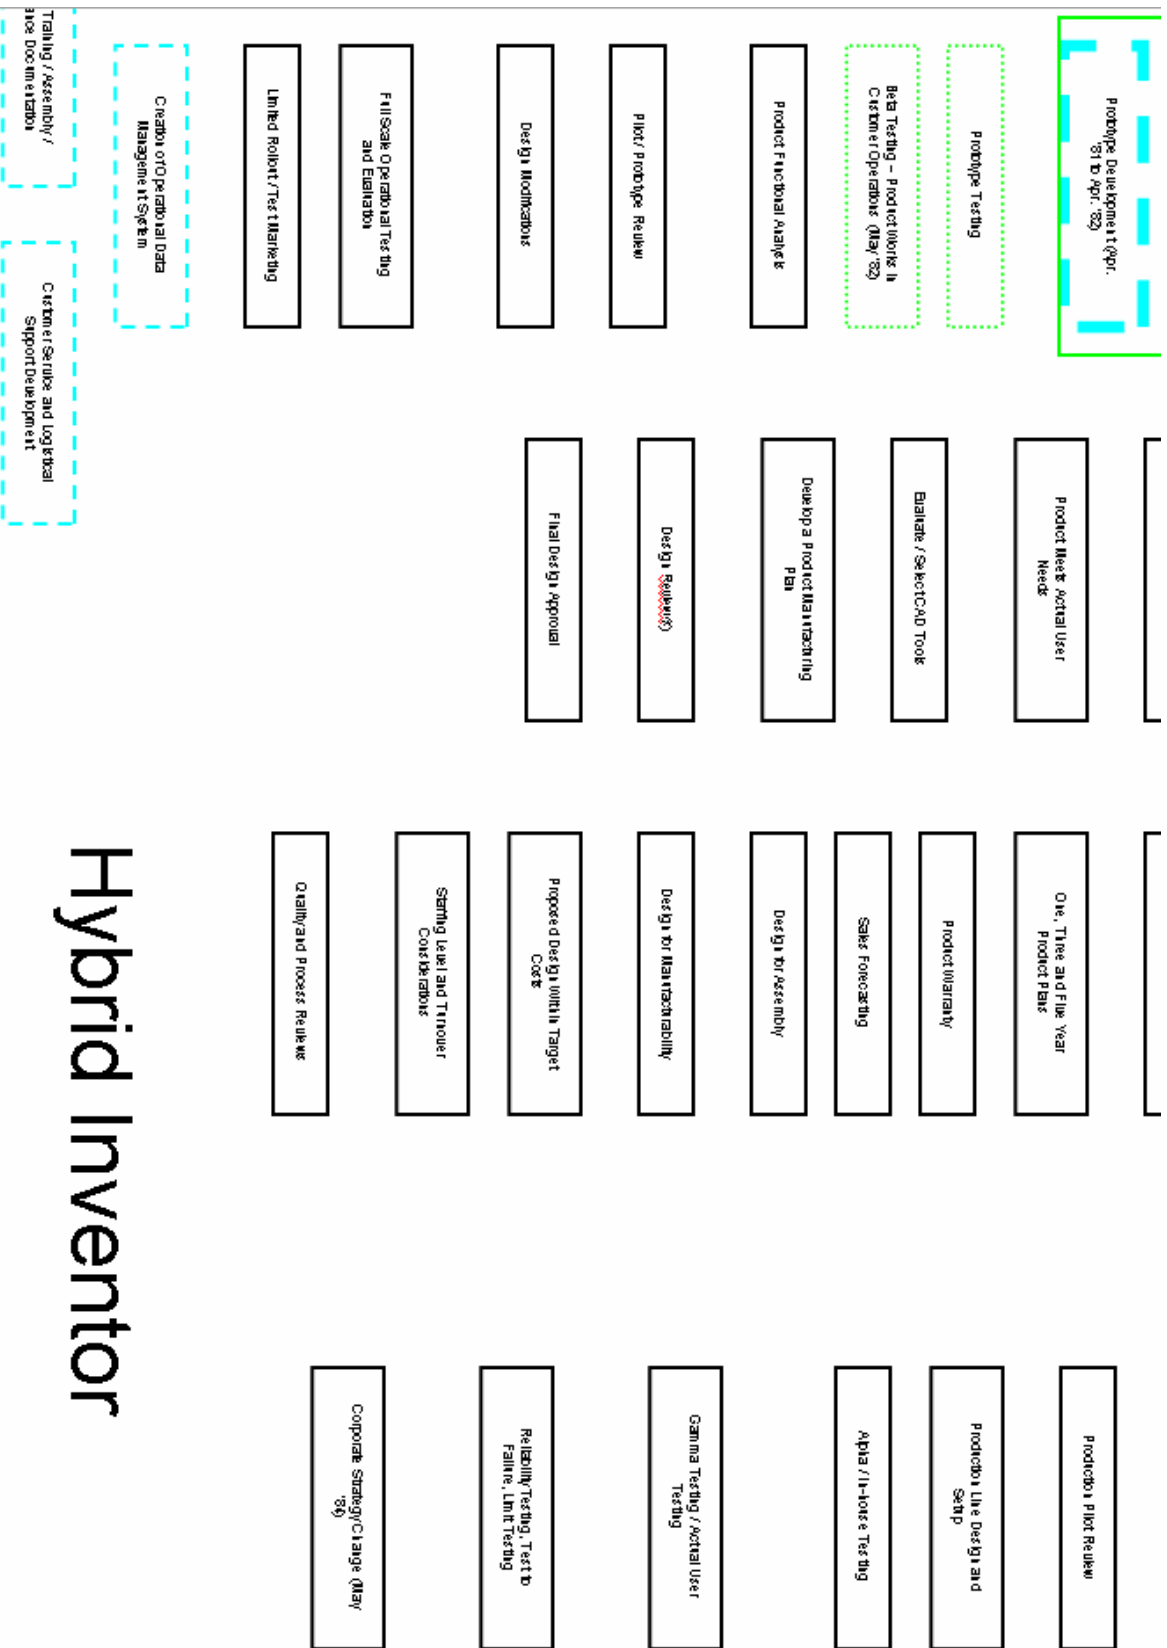 Prototype Development (Apr.
'81 to Apr. '82)
Prototype Testing
Beta Testing – Product Works in
Customer Operations (May '82)
Product Functional Analysis
Pilot / Prototype Review
Design Modifications
Full Scale Operational Testing
and Evaluation
Limited Rollout / Test Marketing
Creation of Operational Data
Management System
Training / Assembly /
ance Documentation
Customer Service and Logistical
Support Development
Product Meets Actual User
Needs
Evaluate / Select CAD Tools
Develop a Product Manufacturing
Plan
Design Review(s)
Final Design Approval
One, Three and Five Year
Product Plans
Product Warranty
Sales Forecasting
Design for Assembly
Design for Manufacturability
Proposed Design Within Target
Costs
Staffing Level and Turnover
Considerations
Quality and Process Reviews
Production Pilot Review
Production Line Design and
Setup
Alpha / In-house Testing
Gamma Testing / Actual User
Testing
Reliability Testing, Test to
Failure, Limit Testing
Corporate Strategy Change (May
'86)
Hybrid Inventor